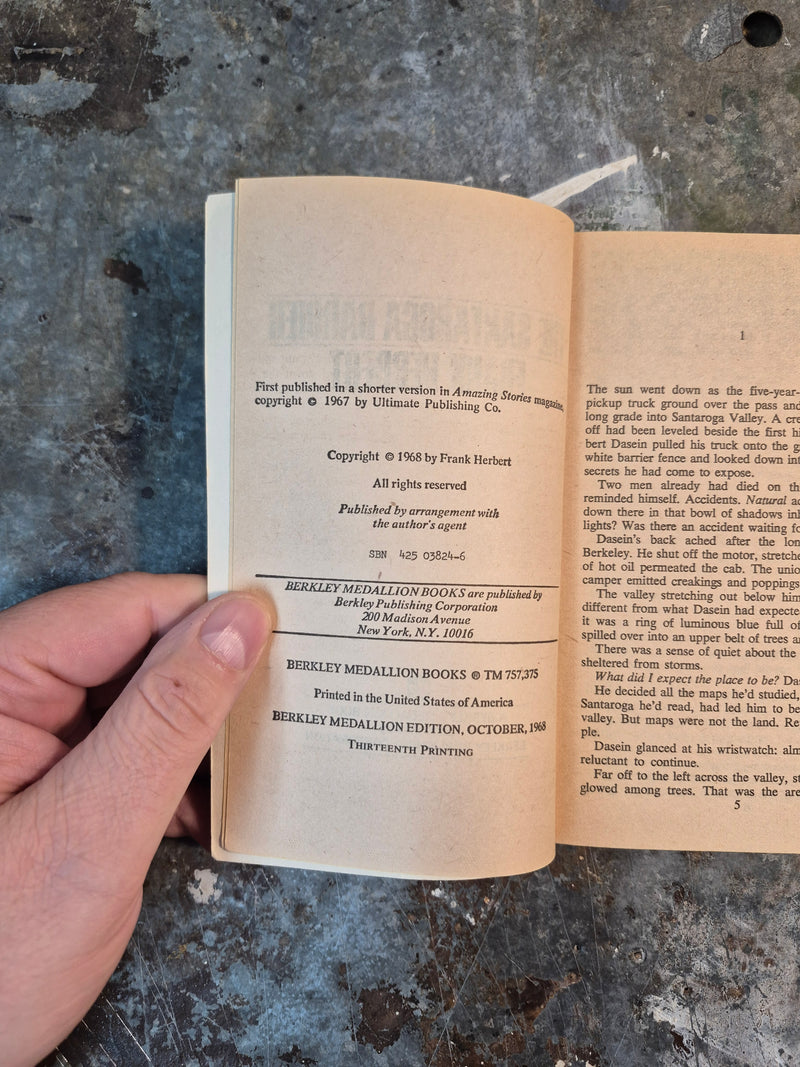 First published in a shorter version in Amazing Stories magazine,
copyright © 1967 by Ultimate Publishing Co.
Copyright © 1968 by Frank Herbert
All rights reserved
Published by arrangement with
the author's agent
SBN 425 03824-6
BERKLEY MEDALLION BOOKS are published by
Berkley Publishing Corporation
200 Madison Avenue
New York, N.Y. 10016
BERKLEY MEDALLION BOOKS ® TM 757,375
Printed in the United States of America
BERKLEY MEDALLION EDITION, OCTOBER, 1968
THIRTEENTH PRINTING
1
The sun went down as the five-year-
pickup truck ground over the pass and
long grade into Santaroga Valley. A
off had been leveled beside the first
bert Dasein pulled his truck onto the
white barrier fence and looked down
secrets he had come to expose.
Two men already had died on
reminded himself. Accidents. Natural
down there in that bowl of shadows
lights? Was there an accident waiting
Dasein's back ached after the
Berkeley. He shut off the motor,
of hot oil permeated the cab. The
camper emitted creakings and poppings
The valley stretching out below him
different from what Dasein had
it was a ring of luminous blue full of
spilled over into an upper belt of trees
There was a sense of quiet about the
sheltered from storms.
What did I expect the place to be?
He decided all the maps he'd studied,
Santaroga he'd read, had led him to
valley. But maps were not the land.
ple.
Dasein glanced at his wristwatch:
reluctant to continue.
Far off to the left across the valley,
glowed among trees. That was the
5